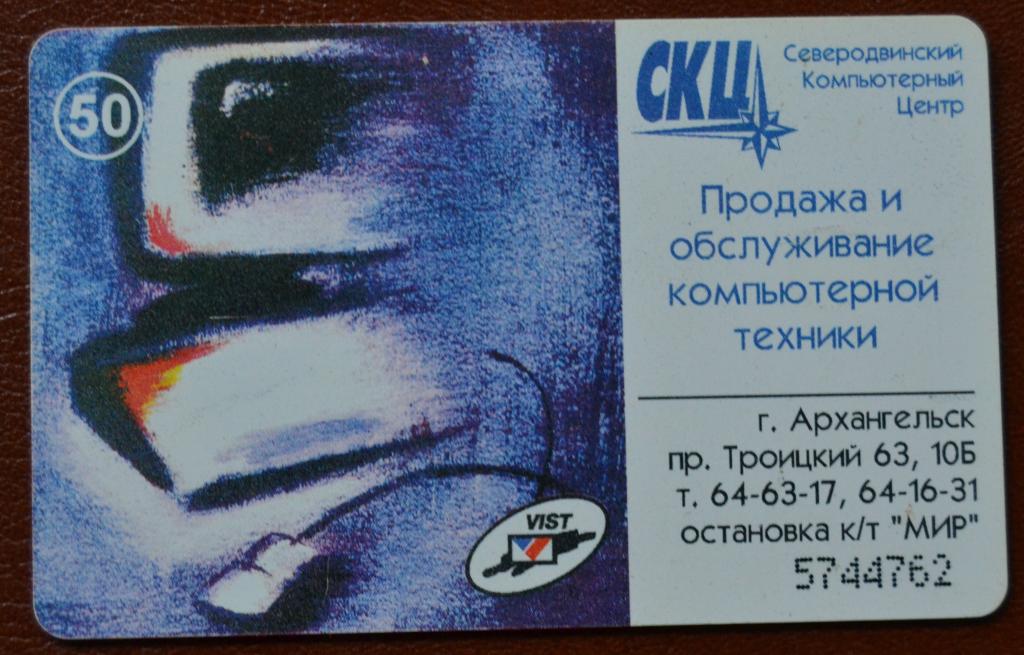 50
СКЦ
Северодвинский
Компьютерный
Центр
Продажа и
обслуживание
компьютерной
техники
г. Архангельск
пр. Троицкий 63, 10Б
т. 64-63-17, 64-16-31
остановка к/т "МИР"
5744762
VIST